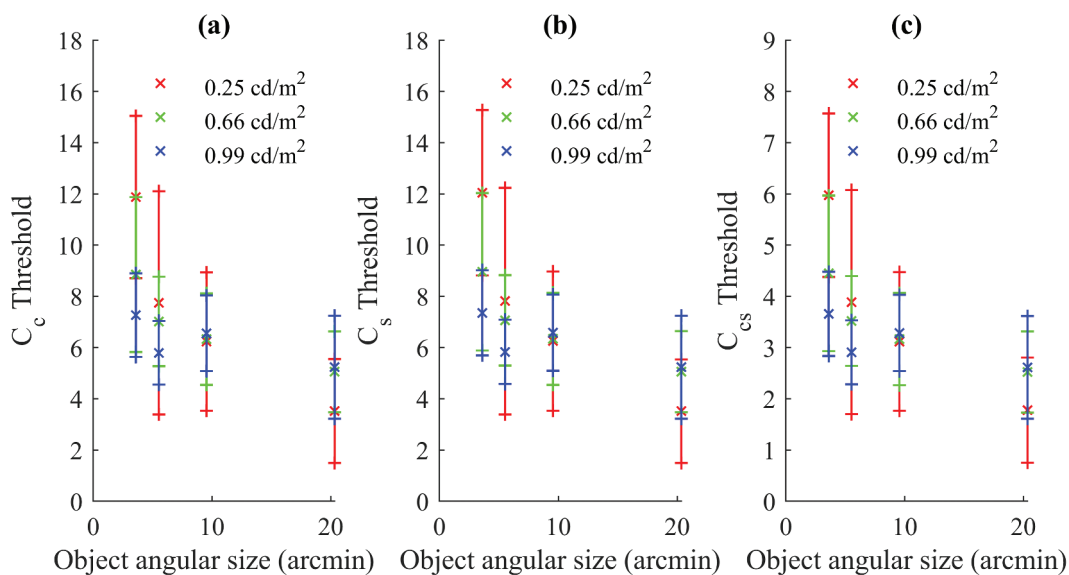 (a)
18
16
14
12
10
8
6
4
2
0
C_c Threshold
0.25 cd/m^2
0.66 cd/m^2
0.99 cd/m^2
0 10 20
Object angular size (arcmin)
(b)
18
16
14
12
10
8
6
4
2
0
C_s Threshold
0.25 cd/m^2
0.66 cd/m^2
0.99 cd/m^2
0 10 20
Object angular size (arcmin)
(c)
9
8
7
6
5
4
3
2
1
0
C_cs Threshold
0.25 cd/m^2
0.66 cd/m^2
0.99 cd/m^2
0 10 20
Object angular size (arcmin)